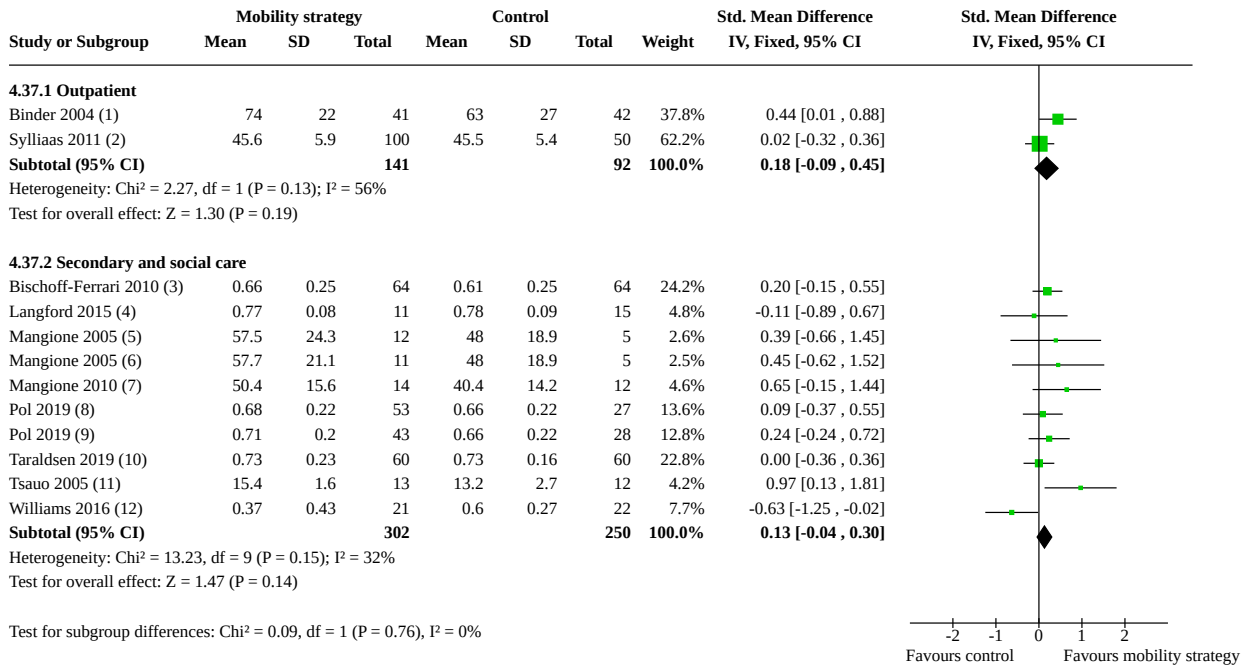 Mobility strategy Control Std. Mean Difference Std. Mean Difference
Study or Subgroup Mean SD Total Mean SD Total Weight IV, Fixed, 95% CI IV, Fixed, 95% CI
4.37.1 Outpatient
Binder 2004 (1) 74 22 41 63 27 42 37.8% 0.44 [0.01 , 0.88]
Sylliaas 2011 (2) 45.6 5.9 100 45.5 5.4 50 62.2% 0.02 [-0.32 , 0.36]
Subtotal (95% CI) 141 92 100.0% 0.18 [-0.09 , 0.45]
Heterogeneity: Chi² = 2.27, df = 1 (P = 0.13); I² = 56%
Test for overall effect: Z = 1.30 (P = 0.19)
4.37.2 Secondary and social care
Bischoff-Ferrari 2010 (3) 0.66 0.25 64 0.61 0.25 64 24.2% 0.20 [-0.15 , 0.55]
Langford 2015 (4) 0.77 0.08 11 0.78 0.09 15 4.8% -0.11 [-0.89 , 0.67]
Mangione 2005 (5) 57.5 24.3 12 48 18.9 5 2.6% 0.39 [-0.66 , 1.45]
Mangione 2005 (6) 57.7 21.1 11 48 18.9 5 2.5% 0.45 [-0.62 , 1.52]
Mangione 2010 (7) 50.4 15.6 14 40.4 14.2 12 4.6% 0.65 [-0.15 , 1.44]
Pol 2019 (8) 0.68 0.22 53 0.66 0.22 27 13.6% 0.09 [-0.37 , 0.55]
Pol 2019 (9) 0.71 0.2 43 0.66 0.22 28 12.8% 0.24 [-0.24 , 0.72]
Taraldsen 2019 (10) 0.73 0.23 60 0.73 0.16 60 22.8% 0.00 [-0.36 , 0.36]
Tsauo 2005 (11) 15.4 1.6 13 13.2 2.7 12 4.2% 0.97 [0.13 , 1.81]
Williams 2016 (12) 0.37 0.43 21 0.6 0.27 22 7.7% -0.63 [-1.25 , -0.02]
Subtotal (95% CI) 302 250 100.0% 0.13 [-0.04 , 0.30]
Heterogeneity: Chi² = 13.23, df = 9 (P = 0.15); I² = 32%
Test for overall effect: Z = 1.47 (P = 0.14)
Test for subgroup differences: Chi² = 0.09, df = 1 (P = 0.76), I² = 0%
-2 -1 0 1 2
Favours control Favours mobility strategy